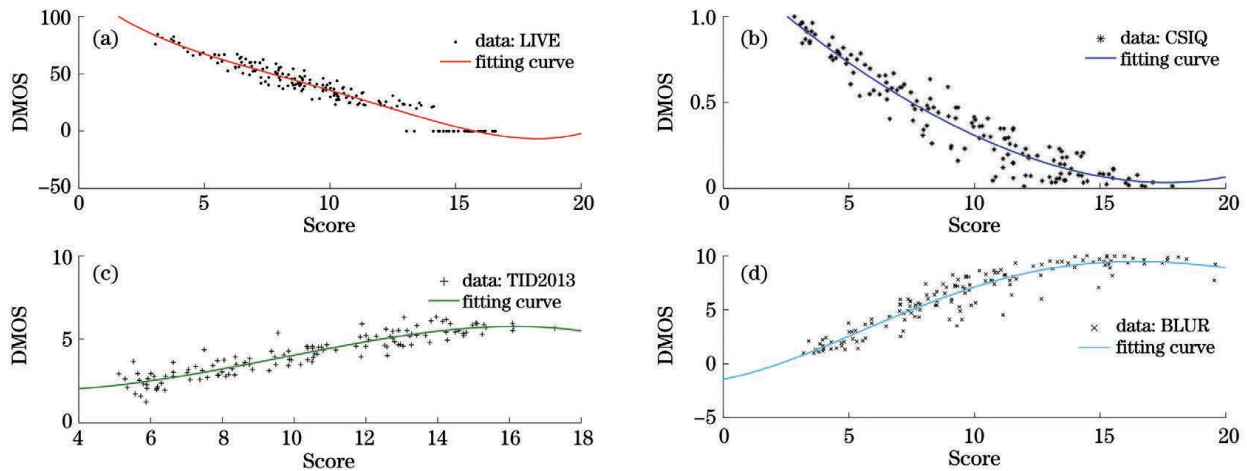 100
(a)
data: LIVE
fitting curve
50
0
−50
DMOS
0
5
10
15
20
Score
1.0
(b)
data: CSIQ
fitting curve
0.5
0
DMOS
0
5
10
15
20
Score
10
(c)
data: TID2013
fitting curve
5
0
DMOS
4
6
8
10
12
14
16
18
Score
10
(d)
5
data: BLUR
fitting curve
0
−5
DMOS
0
5
10
15
20
Score